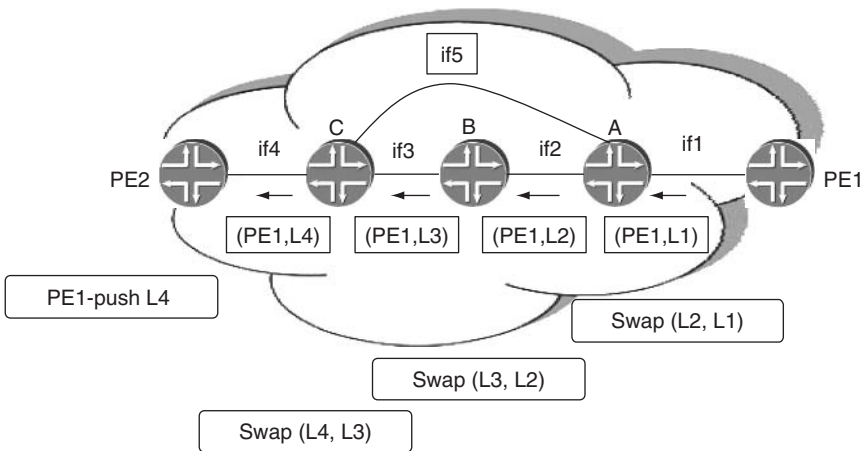 if5
C
B
A
if4
if3
if2
if1
PE2
PE1
(PE1,L4)
(PE1,L3)
(PE1,L2)
(PE1,L1)
PE1-push L4
Swap (L2, L1)
Swap (L3, L2)
Swap (L4, L3)